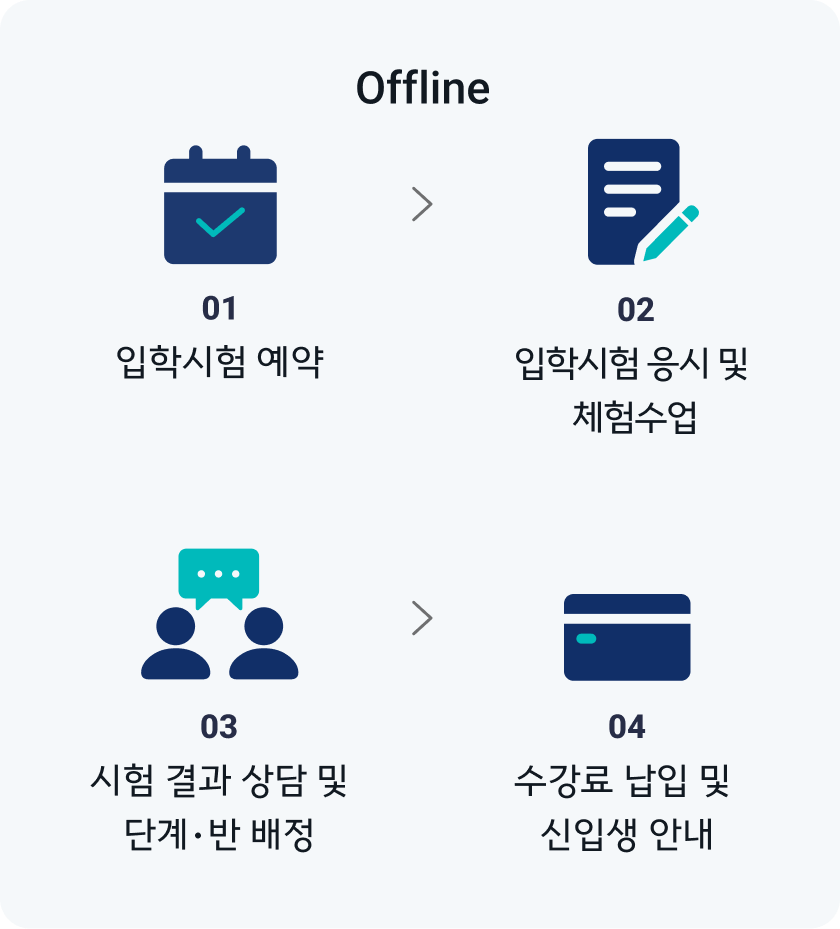 Offline
01
입학시험 예약
02
입학시험 응시 및
체험수업
03
시험 결과 상담 및
단계·반 배정
04
수강료 납입 및
신입생 안내